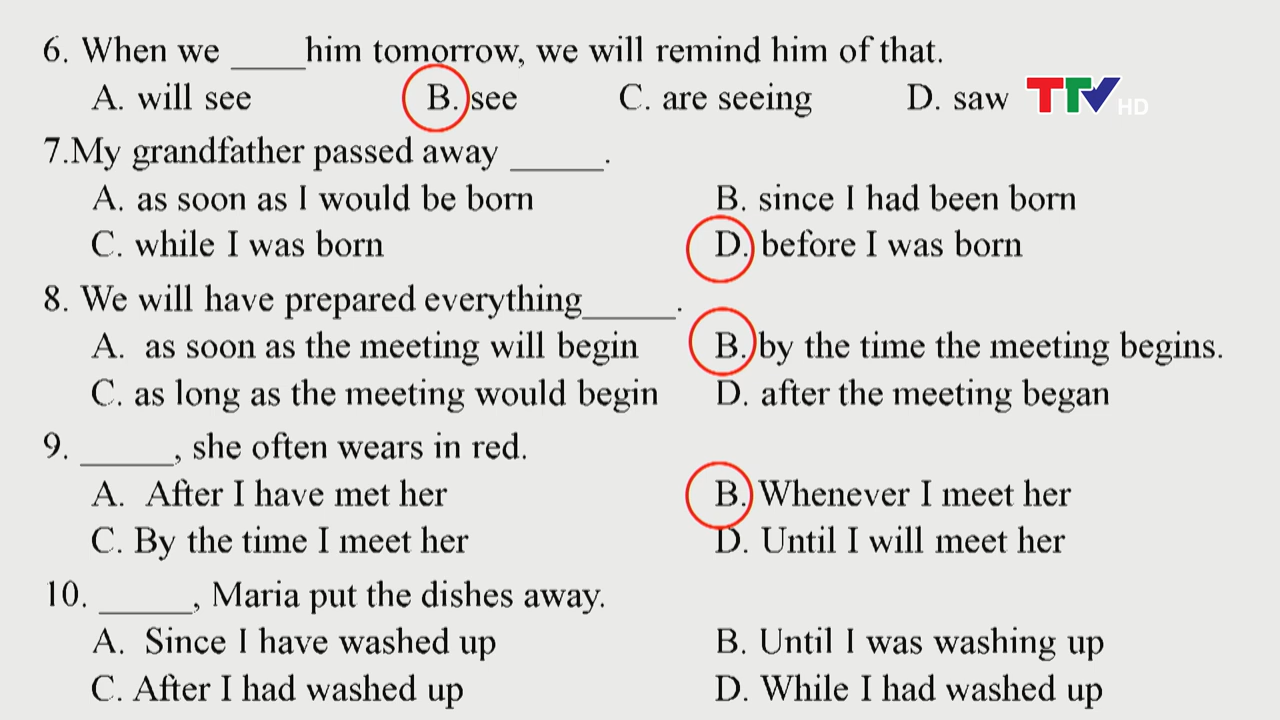 6. When we ____him tomorrow, we will remind him of that.
A. will see B. see C. are seeing D. saw
TTV HD
7.My grandfather passed away _____.
A. as soon as I would be born B. since I had been born
C. while I was born D. before I was born
8. We will have prepared everything_____.
A. as soon as the meeting will begin B. by the time the meeting begins.
C. as long as the meeting would begin D. after the meeting began
9. _____, she often wears in red.
A. After I have met her B. Whenever I meet her
C. By the time I meet her D. Until I will meet her
10. _____, Maria put the dishes away.
A. Since I have washed up B. Until I was washing up
C. After I had washed up D. While I had washed up